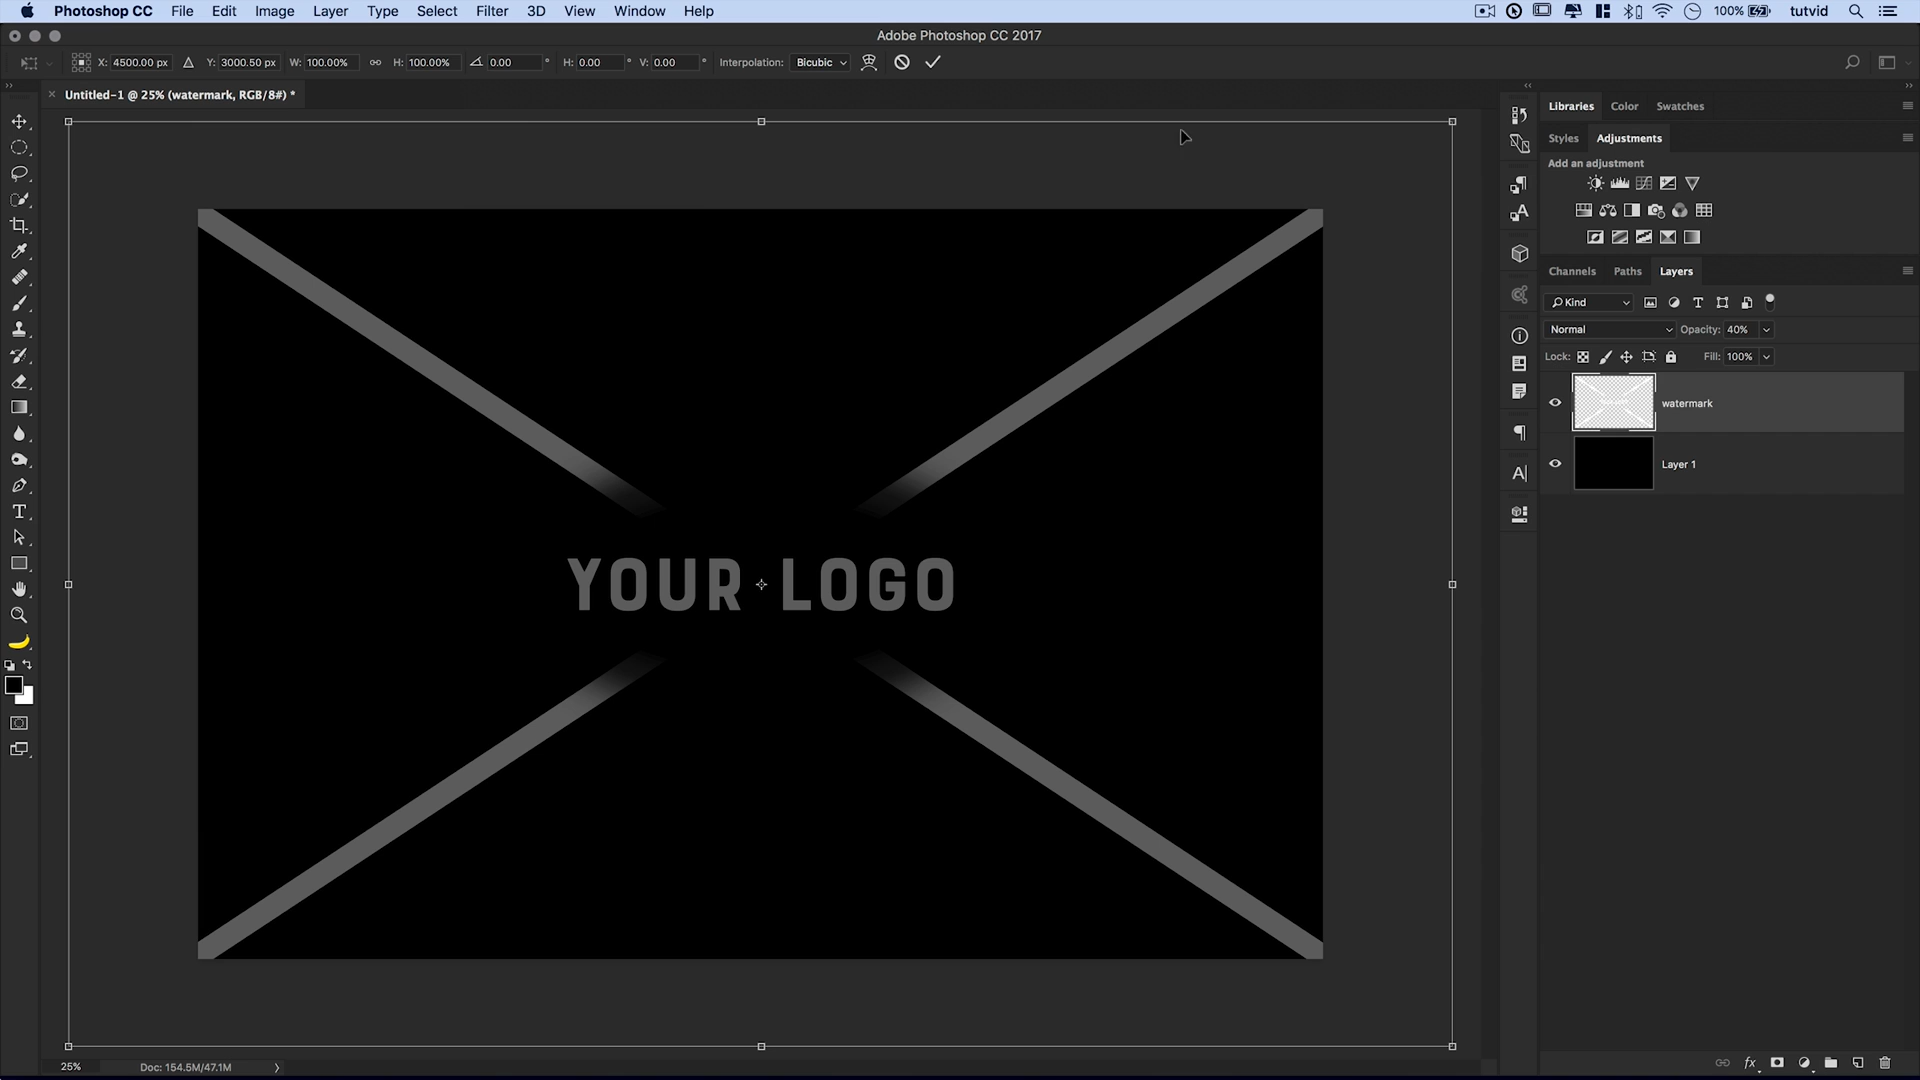 Photoshop CC File Edit Image Layer Type Select Filter 3D View Window Help 100% tutvid
Adobe Photoshop CC 2017
X: 4500.00 px Y: 3000.50 px W: 100.00% H: 100.00% 0.00 ° H: 0.00 ° V: 0.00 ° Interpolation: Bicubic
Untitled-1 @ 25% (watermark, RGB/8#) *
Libraries Color Swatches
Styles Adjustments
Add an adjustment
Channels Paths Layers
Kind
Normal Opacity: 40%
Lock: Fill: 100%
watermark
Layer 1
YOUR LOGO
25% Doc: 154.5M/47.1M